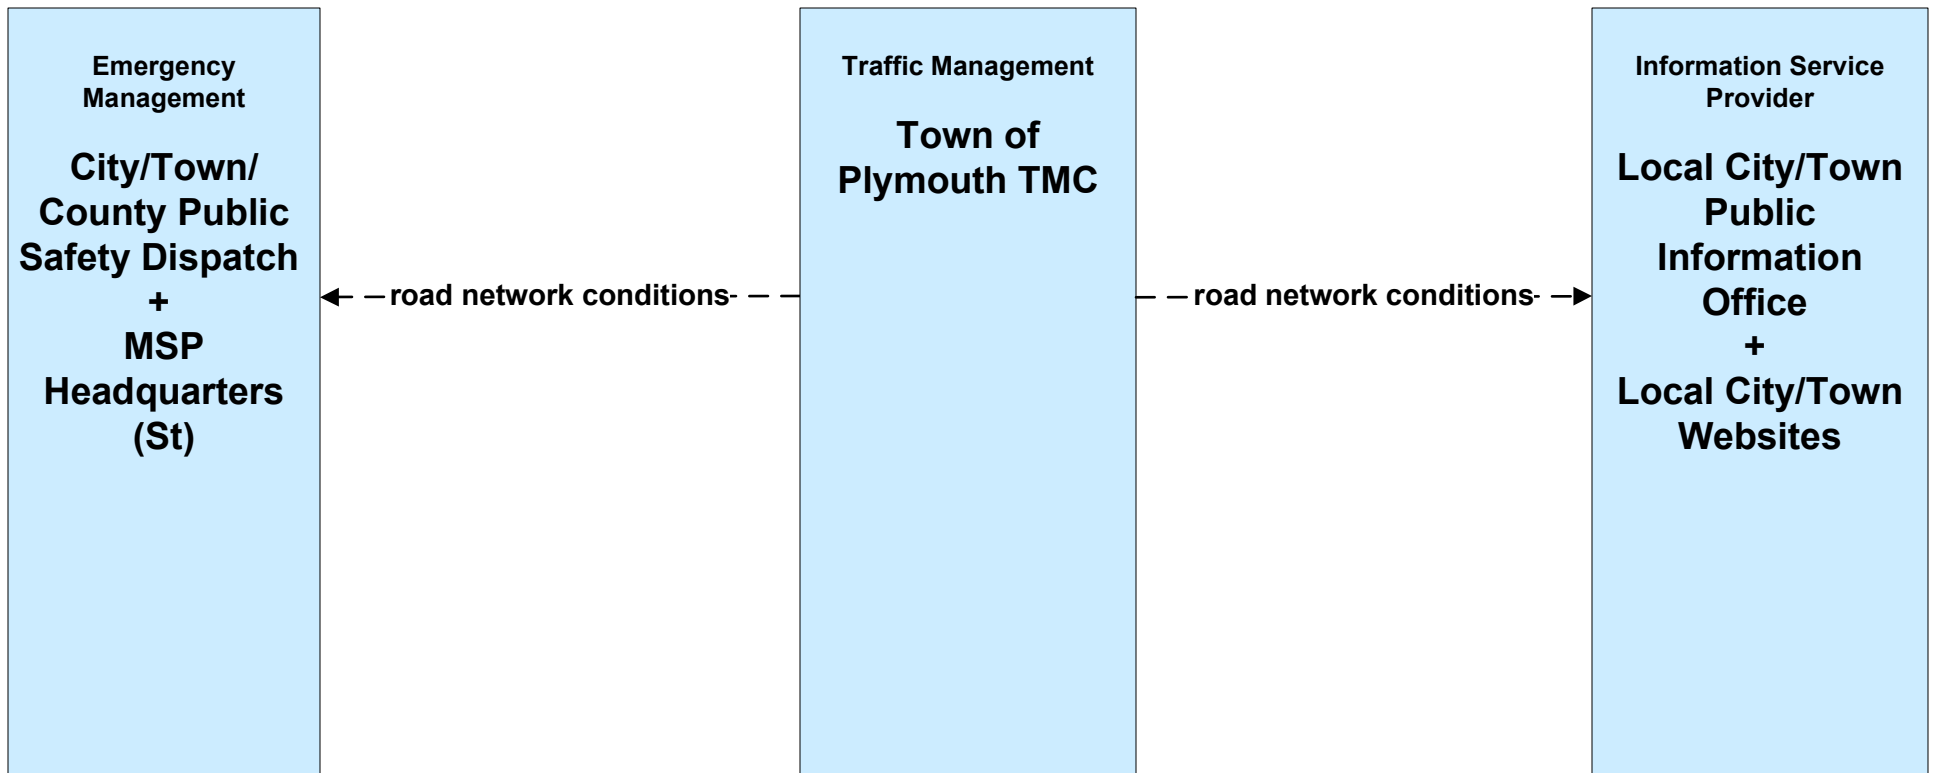 Emergency
Management
City/Town/
County Public
Safety Dispatch
+
MSP
Headquarters
(St)
road network conditions
Traffic Management
Town of
Plymouth TMC
road network conditions
Information Service
Provider
Local City/Town
Public
Information
Office
+
Local City/Town
Websites